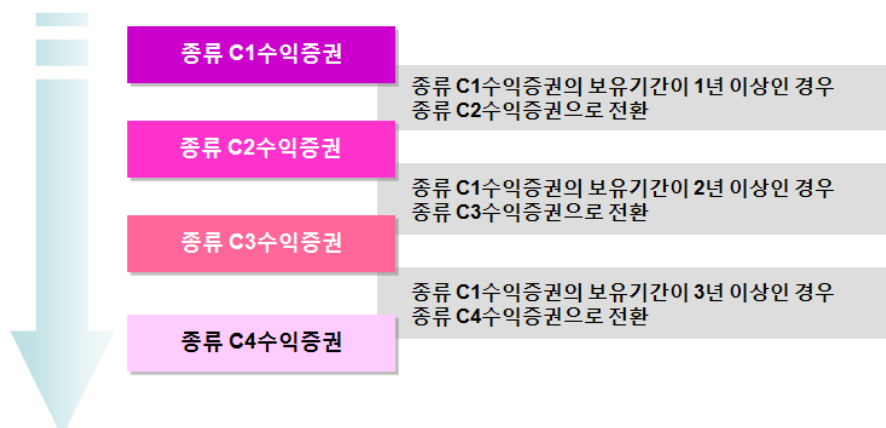 종류 C1수익증권
종류 C1수익증권의 보유기간이 1년 이상인 경우
종류 C2수익증권으로 전환
종류 C2수익증권
종류 C1수익증권의 보유기간이 2년 이상인 경우
종류 C3수익증권으로 전환
종류 C3수익증권
종류 C1수익증권의 보유기간이 3년 이상인 경우
종류 C4수익증권으로 전환
종류 C4수익증권